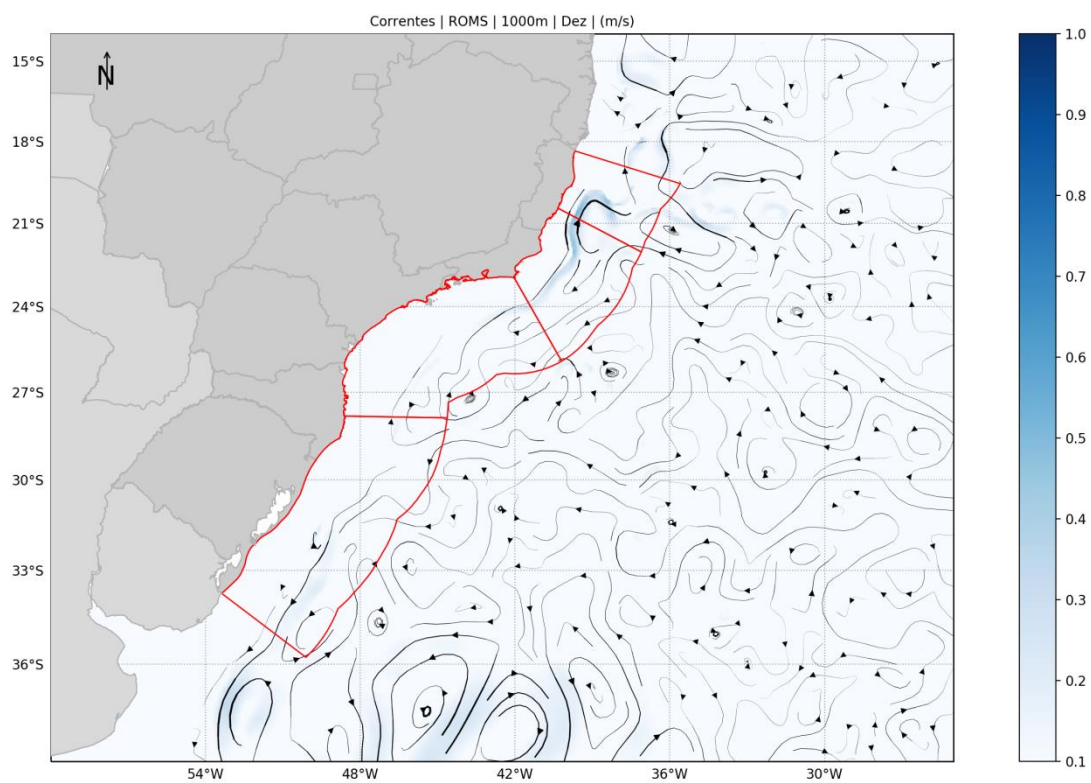 Correntes | ROMS | 1000m | Dez | (m/s)
N
15°S
18°S
21°S
24°S
27°S
30°S
33°S
36°S
54°W
48°W
42°W
36°W
30°W
1.0
0.9
0.8
0.7
0.6
0.5
0.4
0.3
0.2
0.1